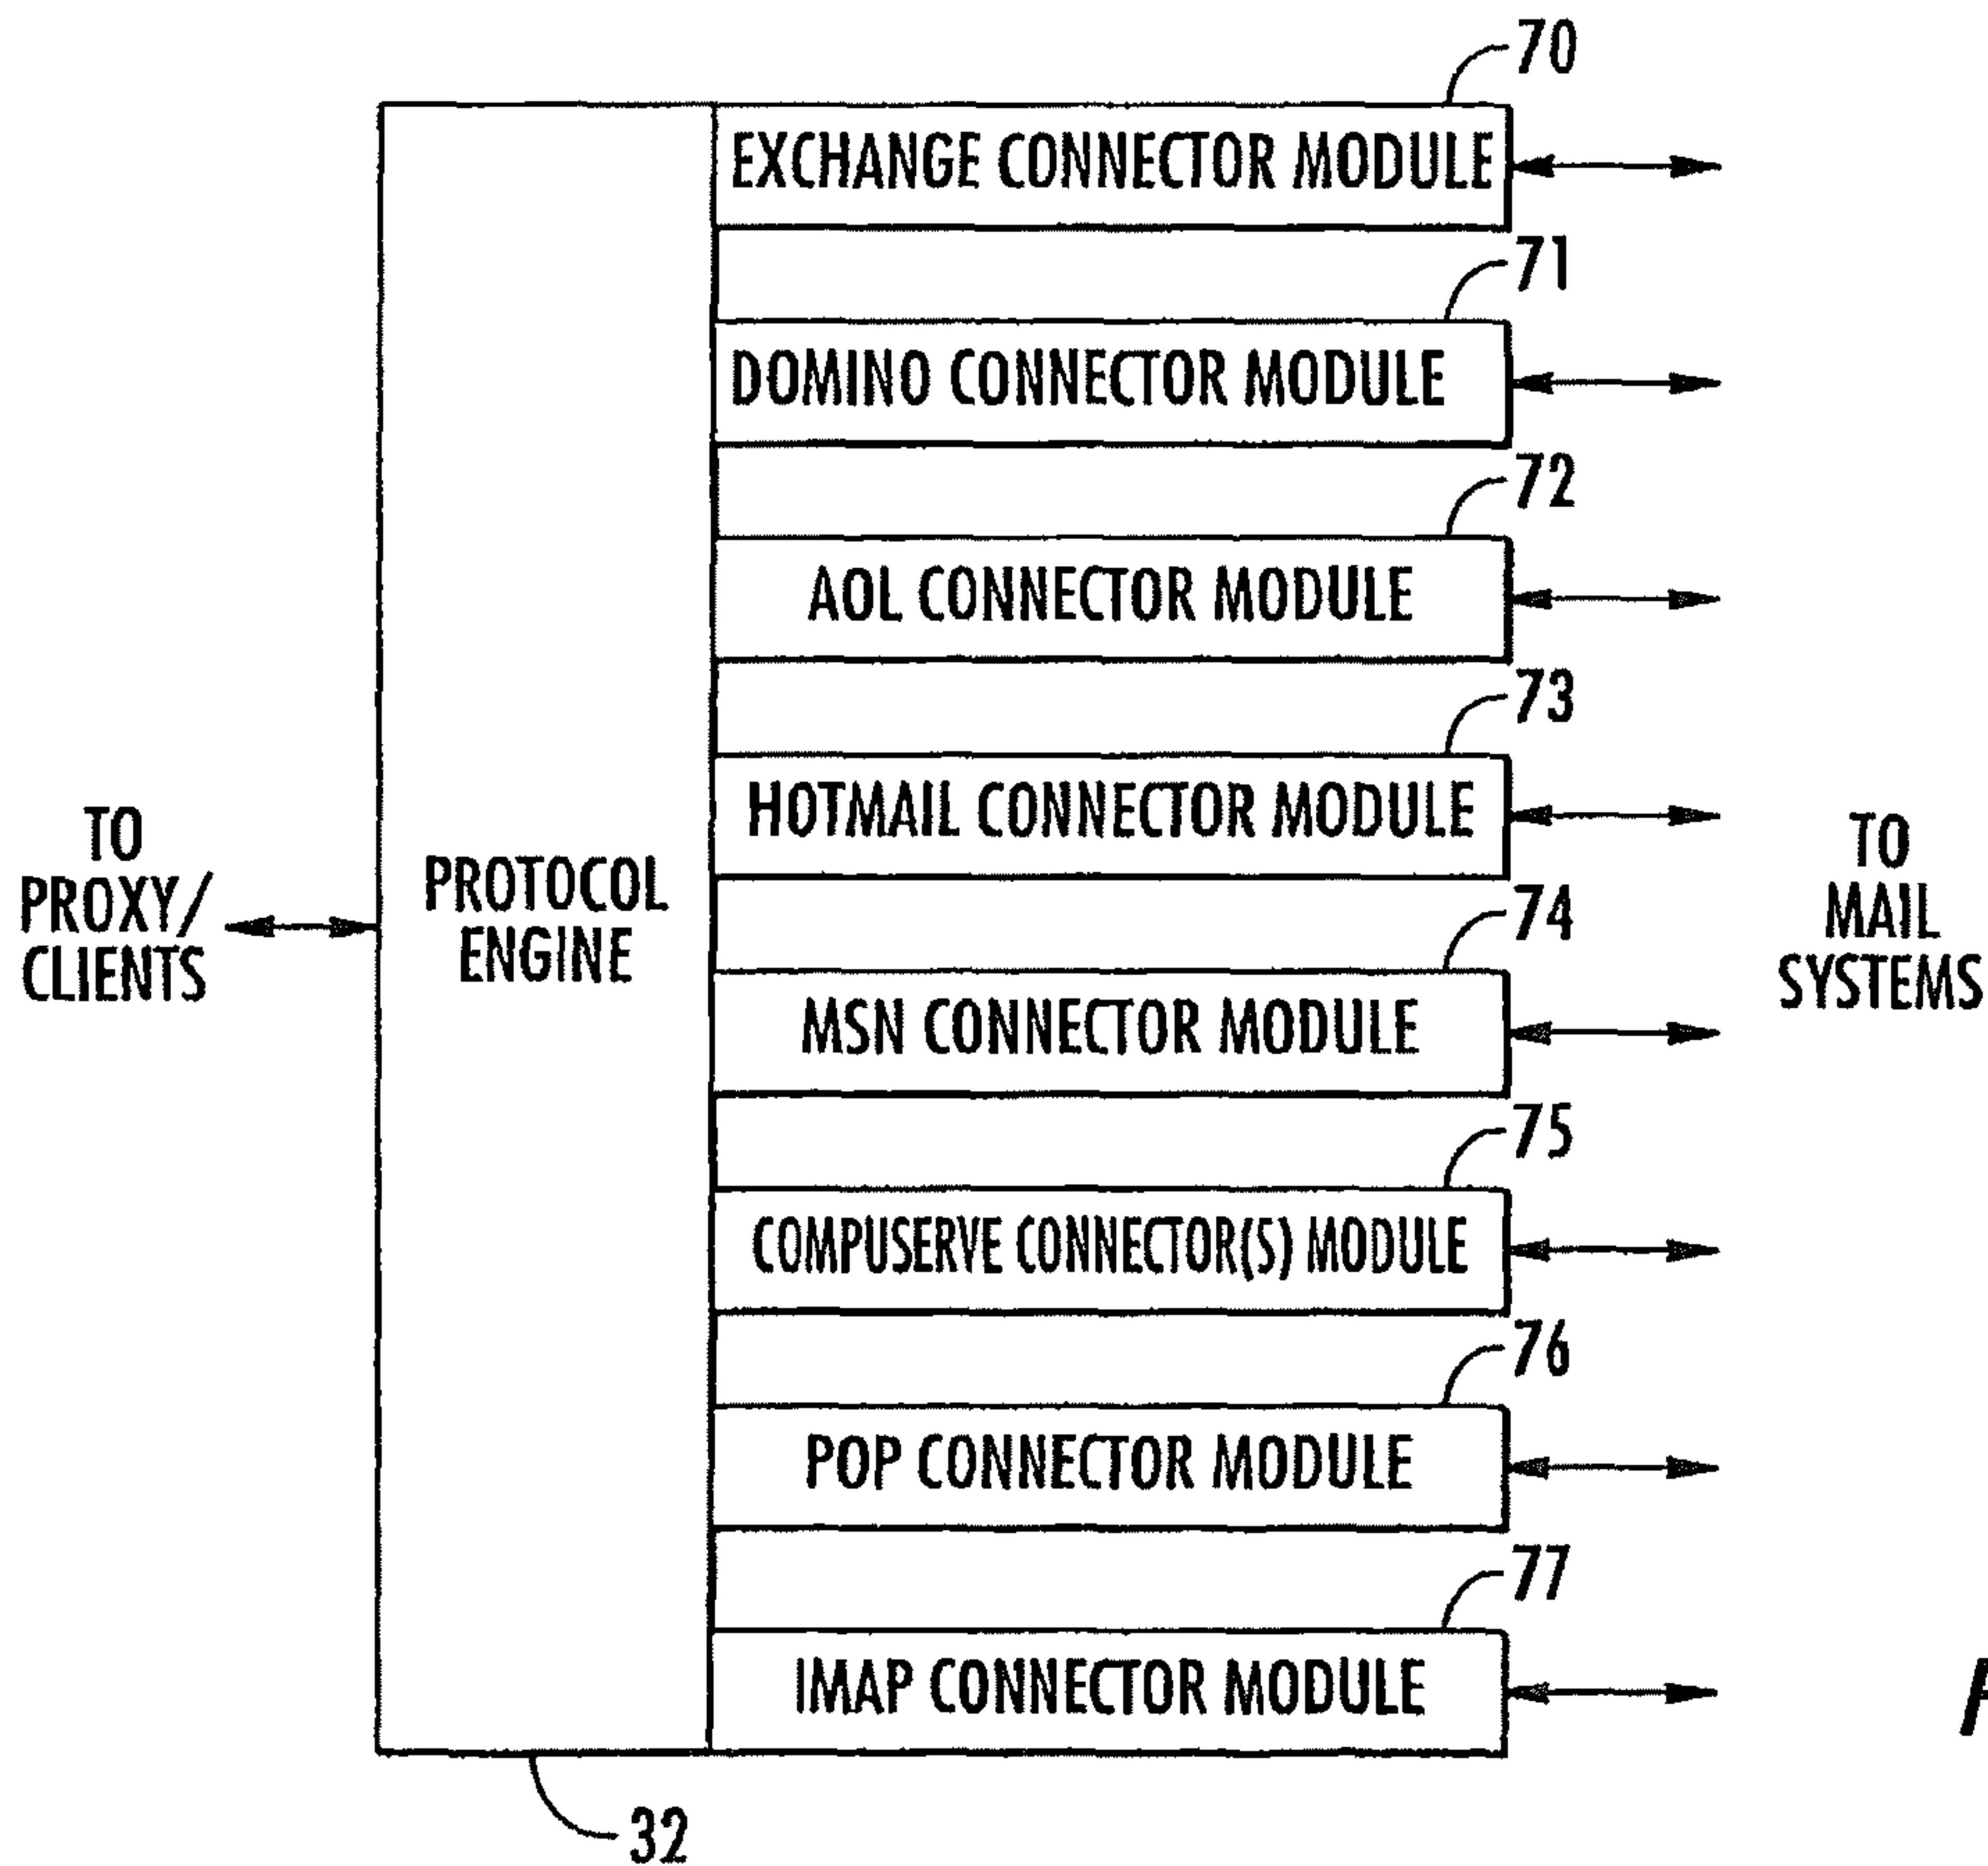 70
EXCHANGE CONNECTOR MODULE
71
DOMINO CONNECTOR MODULE
72
AOL CONNECTOR MODULE
73
HOTMAIL CONNECTOR MODULE
TO
PROXY/
CLIENTS
PROTOCOL
ENGINE
TO
MAIL
SYSTEMS
74
MSN CONNECTOR MODULE
75
COMPUSERVE CONNECTOR(S) MODULE
76
POP CONNECTOR MODULE
77
IMAP CONNECTOR MODULE
32